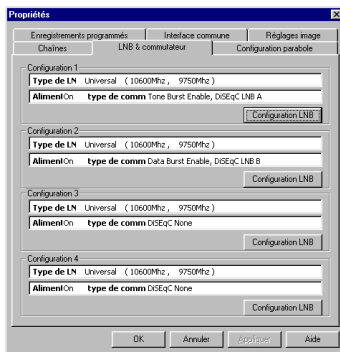 Propriétés
Enregistrements programmés Interface commune Réglages image
Chaînes LNB & commutateur Configuration parabole
Configuration 1
Type de LN Universal (10600Mhz , 9750Mhz )
Aliment On type de comm Tone Burst Enable, DiSEqC LNB A
Configuration LNB
Configuration 2
Type de LN Universal (10600Mhz , 9750Mhz )
Aliment On type de comm Data Burst Enable, DiSEqC LNB B
Configuration LNB
Configuration 3
Type de LN Universal (10600Mhz , 9750Mhz )
Aliment On type de comm DiSEqC None
Configuration LNB
Configuration 4
Type de LN Universal (10600Mhz , 9750Mhz )
Aliment On type de comm DiSEqC None
Configuration LNB
OK Annuler Appliquer Aide